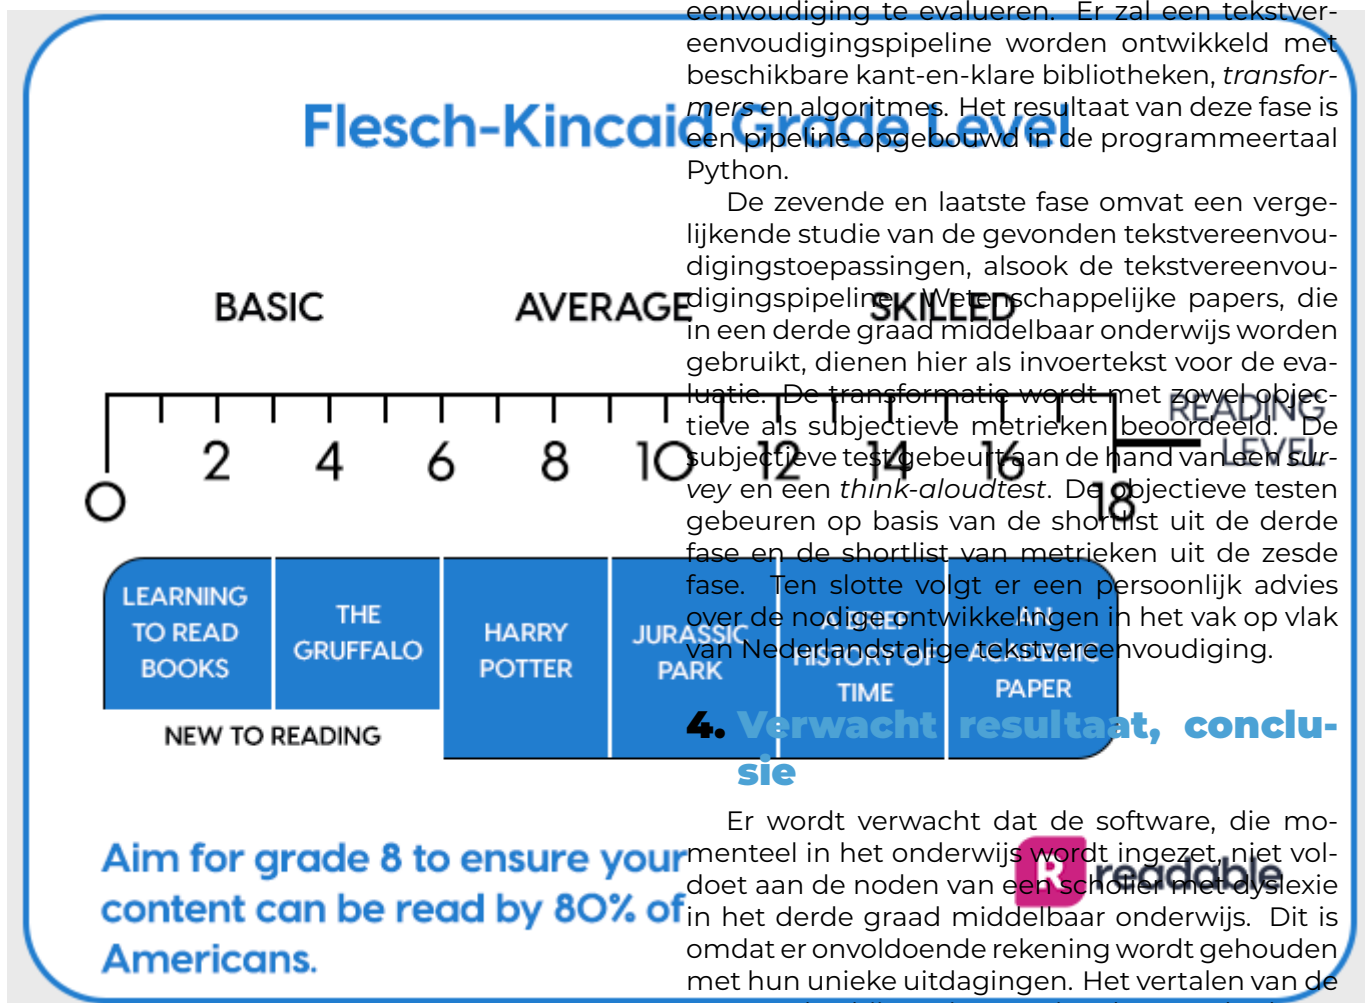 Flesch-Kincaid Grade Level
BASIC
AVERAGE
SKILLED
READING
LEVEL
0
2
4
6
8
10
12
14
16
18
LEARNING
TO READ
BOOKS
THE
GRUFFALO
HARRY
POTTER
JURASSIC
PARK
A BRIEF
HISTORY OF
TIME
AN
ACADEMIC
PAPER
NEW TO READING
Aim for grade 8 to ensure your
content can be read by 80% of
Americans.
R readable
eenvoudiging te evalueren. Er zal een tekstver-
eenvoudigingspipeline worden ontwikkeld met
beschikbare kant-en-klare bibliotheken, transfor-
mers en algoritmes. Het resultaat van deze fase is
een pipeline opgebouwd in de programmeertaal
Python.
De zevende en laatste fase omvat een verge-
lijkende studie van de gevonden tekstvereenvou-
digingstoepassingen, alsook de tekstvereenvou-
digingspipeline. Wetenschappelijke papers, die
in een derde graad middelbaar onderwijs worden
gebruikt, dienen hier als invoertekst voor de eva-
luatie. De transformatie wordt met zowel objec-
tieve als subjectieve metrieken beoordeeld. De
subjectieve test gebeurt aan de hand van een sur-
vey en een think-aloudtest. De objectieve testen
gebeuren op basis van de shortlist uit de derde
fase en de shortlist van metrieken uit de zesde
fase. Ten slotte volgt er een persoonlijk advies
over de nodige ontwikkelingen in het vak op vlak
van Nederlandstalige tekstvereenvoudiging.
4. Verwacht resultaat, conclu-
sie
Er wordt verwacht dat de software, die mo-
menteel in het onderwijs wordt ingezet, niet vol-
doet aan de noden van een scholier met dyslexie
in het derde graad middelbaar onderwijs. Dit is
omdat er onvoldoende rekening wordt gehouden
met hun unieke uitdagingen. Het vertalen van de